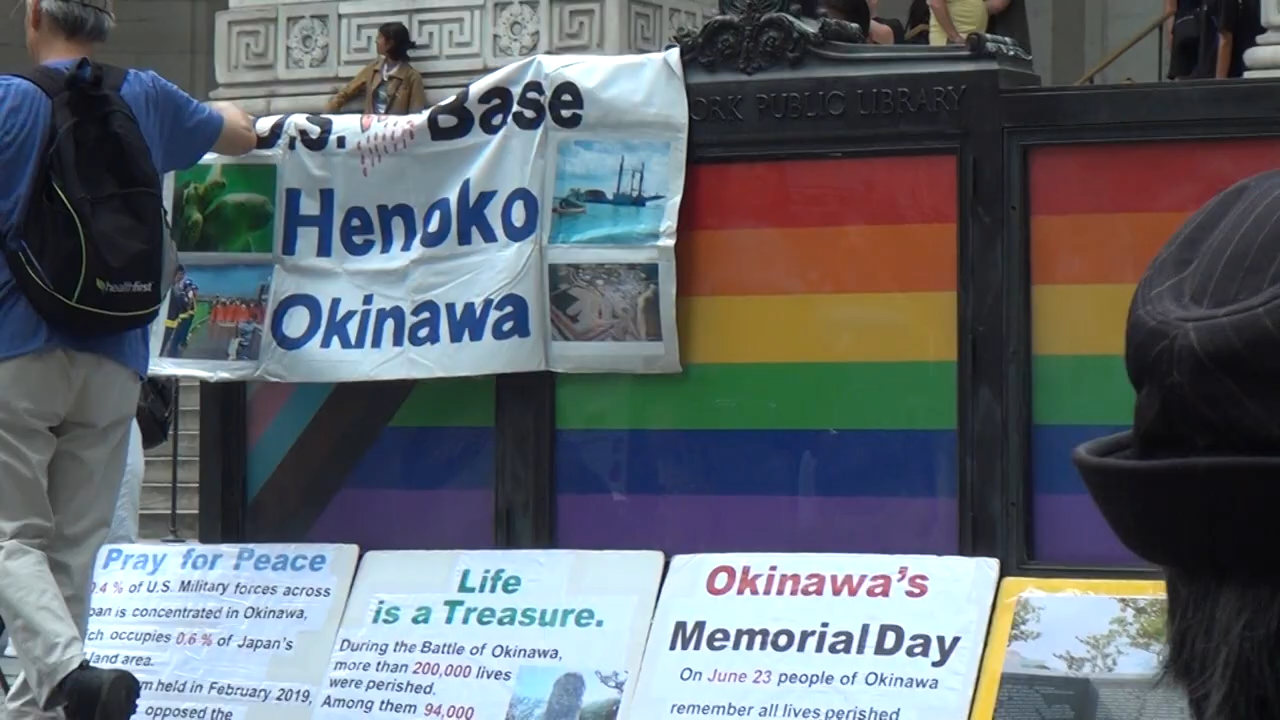 Base
Henoko
Okinawa
PUBLIC LIBRARY
healthfirst
Pray for Peace
% of U.S. Military forces across
is concentrated in Okinawa,
occupies 0.6 % of Japan's
land area.
held in February 2019,
opposed the
Life
is a Treasure.
During the Battle of Okinawa,
more than 200,000 lives
were perished.
Among them 94,000
Okinawa's
Memorial Day
On June 23 people of Okinawa
remember all lives perished